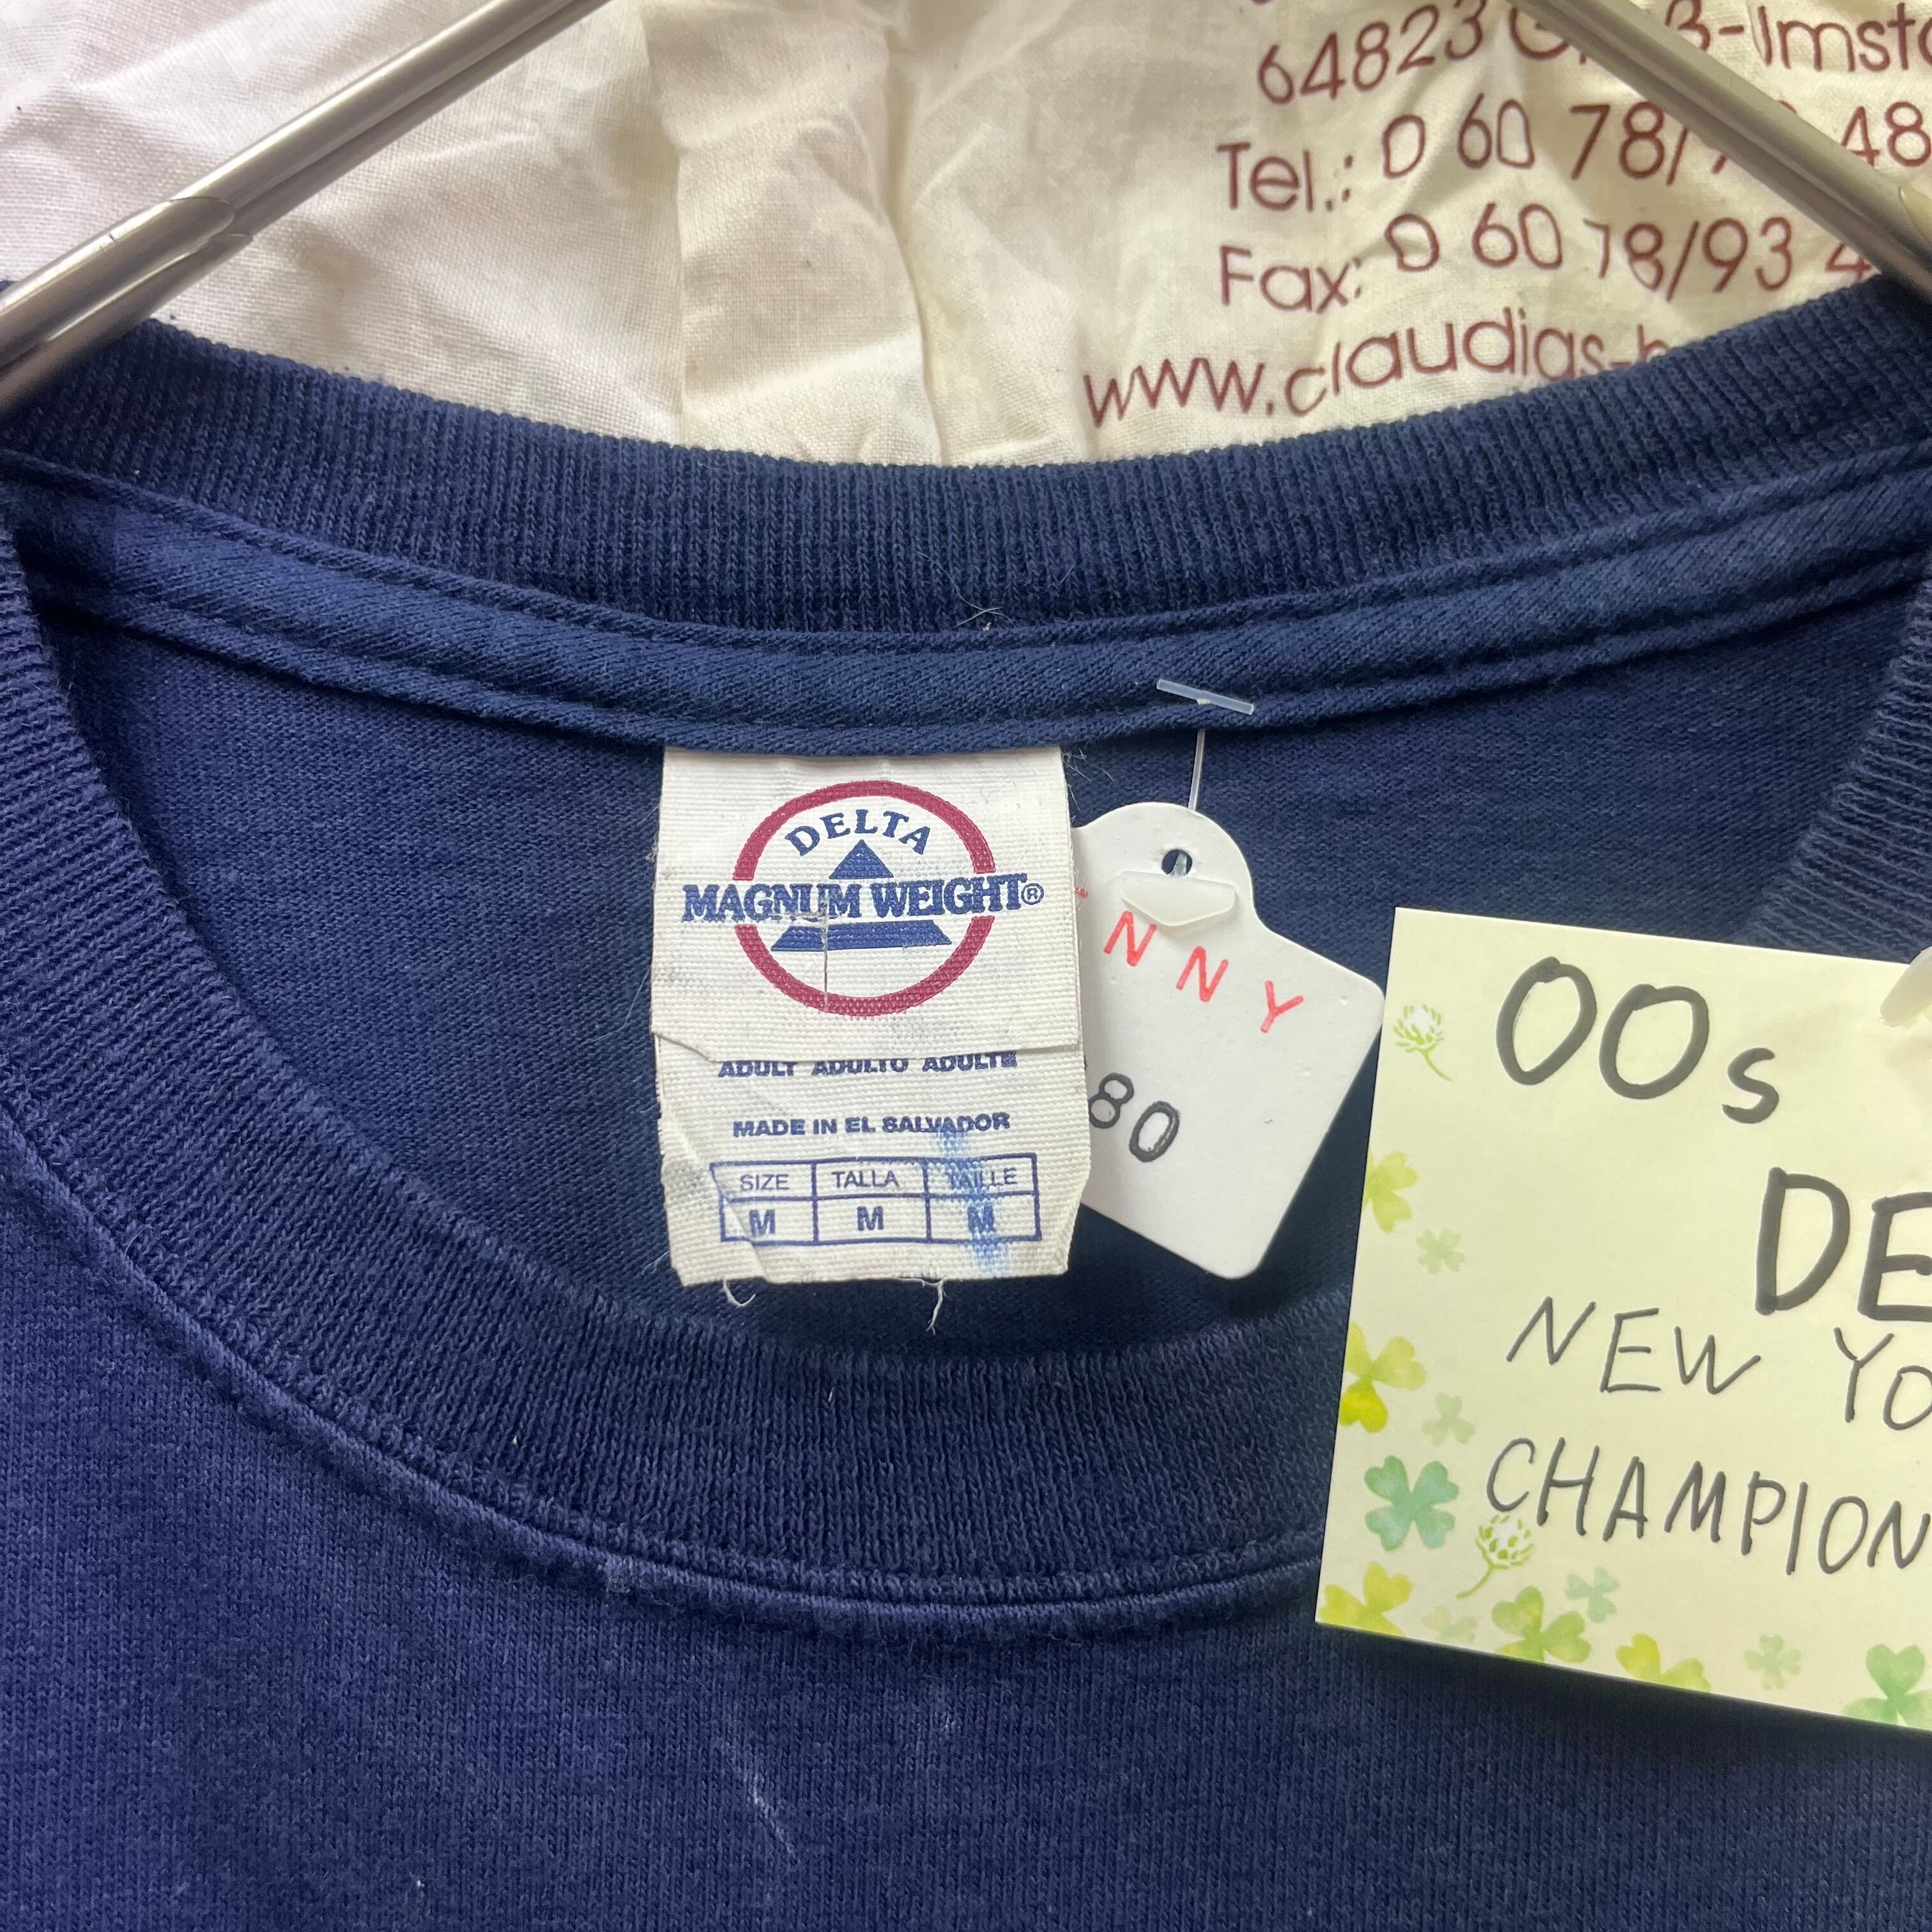 64823
Tel.: 0 60 78/
Fax: 0 60 78/93 4
www.claudias-
DELTA
MAGNUM WEIGHT®
ADULT ADULTO ADULTE
MADE IN EL SALVADOR
SIZE TALLA TAILLE
M M M
NNY
80
00s
DE
NEW YO
CHAMPION